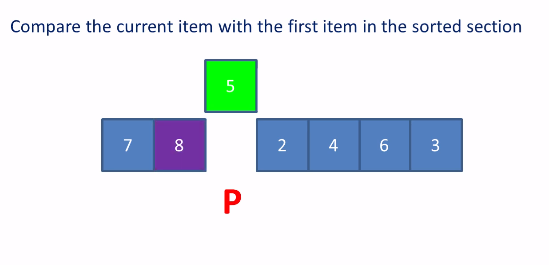 Compare the current item with the first item in the sorted section
5
7 8 2 4 6 3
P